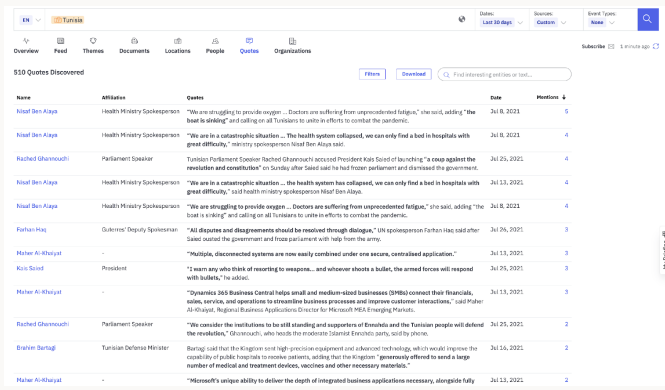 EN Tunisia Dates: Last 30 days Sources: Custom Event Types: None
Overview Feed Themes Documents Locations People Quotes Organizations
Subscribe 1 minute ago
510 Quotes Discovered Filters Download Find interesting entities or text...
Name Affiliation Quotes Date Mentions
Nisaf Ben Alaya Health Ministry Spokesperson "We are struggling to provide oxygen ... Doctors are suffering from unprecedented fatigue," she said, adding "the Jul 8, 2021 5
boat is sinking" and calling on all Tunisians to unite in efforts to combat the pandemic.
Nisaf Ben Alaya Health Ministry Spokesperson "We are in a catastrophic situation ... The health system collapsed, we can only find a bed in hospitals with Jul 8, 2021 4
great difficulty," ministry spokesperson Nisaf Ben Alaya said.
Rached Ghannouchi Parliament Speaker Tunisian Parliament Speaker Rached Ghannouchi accused President Kais Saied of launching "a coup against the Jul 25, 2021 4
revolution and constitution" on Sunday after Saied said he had frozen parliament and dismissed the government.
Nisaf Ben Alaya Health Ministry Spokesperson "We are in a catastrophic situation ... the health system has collapsed, we can only find a bed in hospitals with Jul 13, 2021 4
great difficulty," said health ministry spokesperson Nisaf Ben Alaya.
Nisaf Ben Alaya Health Ministry Spokesperson "We are struggling to provide oxygen ... Doctors are suffering from unprecedented fatigue," she said, adding "the Jul 8, 2021 4
boat is sinking" and calling on all Tunisians to unite in efforts to combat the pandemic.
Farhan Haq Guterres' Deputy Spokesman "All disputes and disagreements should be resolved through dialogue," UN spokesperson Farhan Haq said after Jul 26, 2021 3
Saied ousted the government and froze parliament with help from the army.
Maher Al-Khaiyat - "Multiple, disconnected systems are now easily combined under one secure, centralised application." Jul 13, 2021 3
Kais Saied President "I warn any who think of resorting to weapons... and whoever shoots a bullet, the armed forces will respond Jul 25, 2021 3
with bullets," he added.
Maher Al-Khaiyat - "Dynamics 365 Business Central helps small and medium-sized businesses (SMBs) connect their financials, Jul 13, 2021 3
sales, service, and operations to streamline business processes and improve customer interactions," said Maher
Al-Khaiyat, Regional Business Applications Director for Microsoft MEA Emerging Markets.
Rached Ghannouchi Parliament Speaker "We consider the institutions to be still standing and supporters of Ennahda and the Tunisian people will defend Jul 25, 2021 2
the revolution," Ghannouchi, who heads the moderate Islamist Ennahda party, said by phone.
Brahim Bartagi Tunisian Defense Minister Bartagi said that the Kingdom sent high-precision equipment and advanced technology, which would improve the Jul 16, 2021 2
capability of public hospitals to receive patients, adding that the Kingdom "generously offered to send a large
number of medical and treatment devices, vaccines and other necessary materials."
Maher Al-Khaiyat - "Microsoft's unique ability to deliver the depth of integrated business applications necessary, alongside fully Jul 13, 2021 2